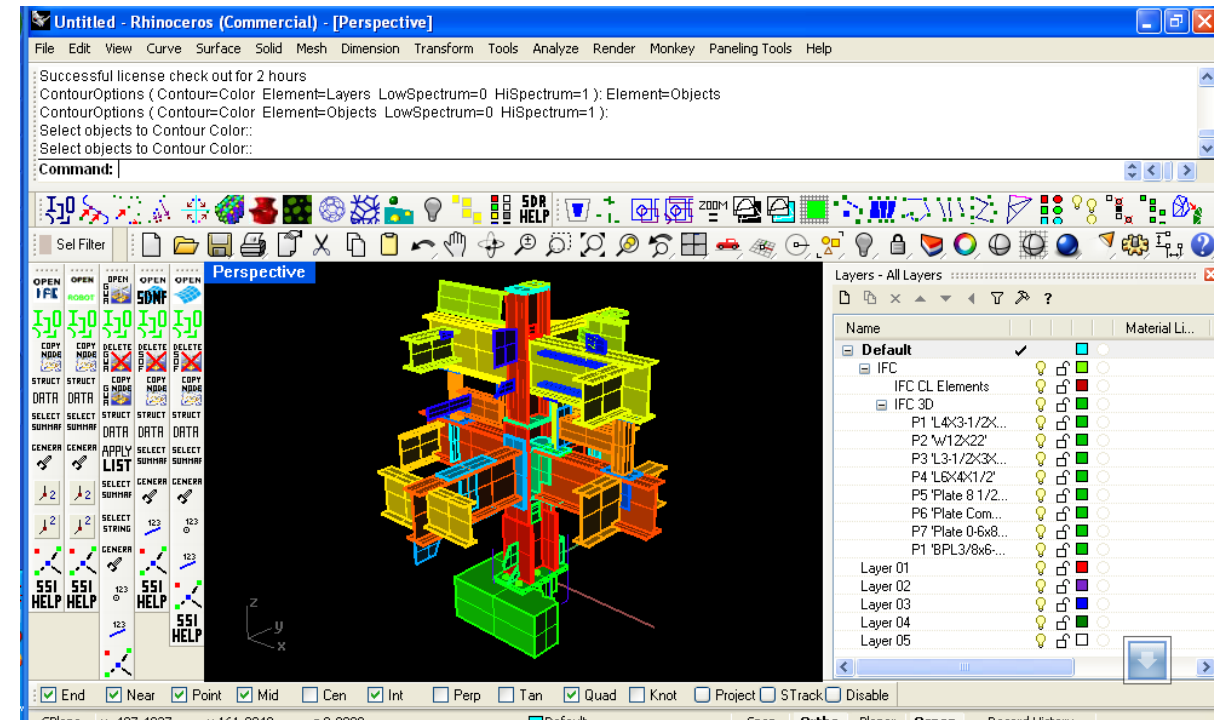 Untitled - Rhinoceros (Commercial) - [Perspective]
File Edit View Curve Surface Solid Mesh Dimension Transform Tools Analyze Render Monkey Paneling Tools Help
Successful license check out for 2 hours
ContourOptions ( Contour=Color Element=Layers LowSpectrum=0 HiSpectrum=1 ): Element=Objects
ContourOptions ( Contour=Color Element=Objects LowSpectrum=0 HiSpectrum=1 ):
Select objects to Contour Color::
Select objects to Contour Color::
Command:
SDR HELP ZOOM
Sel Filter
Perspective
OPEN IFC OPEN ROBOT OPEN OPEN SDNF OPEN
COPY NODE COPY NODE DELETE DELETE DELETE
STRUCT DATA STRUCT DATA COPY NODE COPY NODE COPY NODE
SELECT SUMMAR SELECT SUMMAR STRUCT DATA STRUCT DATA STRUCT DATA
GENERA GENERA APPLY LIST SELECT SUMMAR SELECT SUMMAR
2 2 SELECT SUMMAR GENERA GENERA
2 2 SELECT STRING 123 123
GENERA 123
SSI HELP SSI HELP 123 SSI HELP
123 SSI HELP
z
y
x
Layers - All Layers
Name Material Li...
Default
IFC
IFC CL Elements
IFC 3D
P1 'L4X3-1/2X...
P2 'W12X22'
P3 'L3-1/2X3X...
P4 'L6X4X1/2'
P5 'Plate 8 1/2...
P6 'Plate Com...
P7 'Plate 0-6x8...
P1 'BPL3/8x6-...
Layer 01
Layer 02
Layer 03
Layer 04
Layer 05
End Near Point Mid Cen Int Perp Tan Quad Knot Project STrack Disable